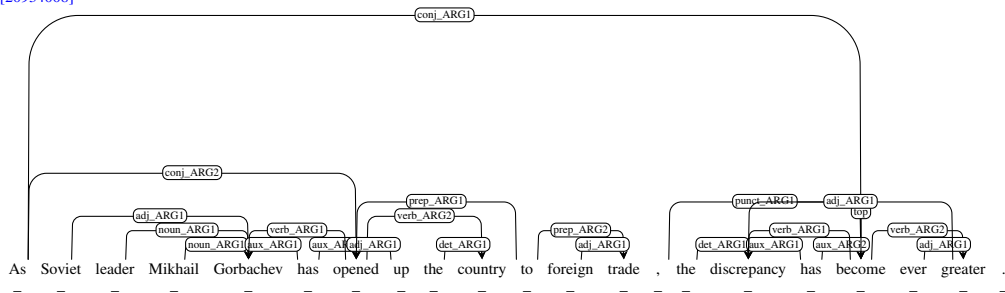 conj_ARG1
conj_ARG2
prep_ARG1 punct_ARG1 adj_ARG1
adj_ARG1 verb_ARG2 top
noun_ARG1 verb_ARG1 prep_ARG2 verb_ARG1 verb_ARG2
noun_ARG1 aux_ARG1 adj_ARG1 det_ARG1 adj_ARG1 det_ARG1 aux_ARG1 aux_ARG2 adj_ARG1
As Soviet leader Mikhail Gorbachev has opened up the country to foreign trade , the discrepancy has become ever greater .